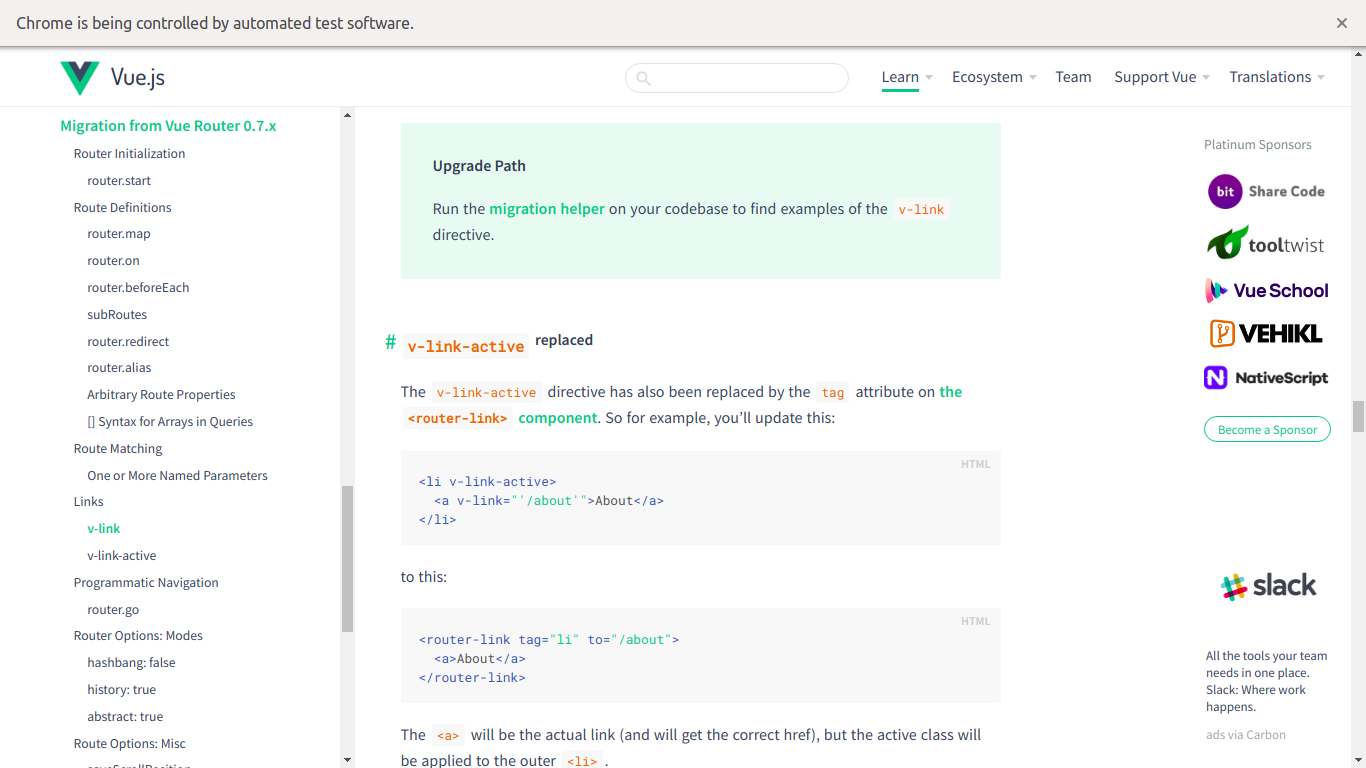 Chrome is being controlled by automated test software.
Vue.js
Learn
Ecosystem
Team
Support Vue
Translations
Migration from Vue Router 0.7.x
Router Initialization
router.start
Route Definitions
router.map
router.on
router.beforeEach
subRoutes
router.redirect
router.alias
Arbitrary Route Properties
[] Syntax for Arrays in Queries
Route Matching
One or More Named Parameters
Links
v-link
v-link-active
Programmatic Navigation
router.go
Router Options: Modes
hashbang: false
history: true
abstract: true
Route Options: Misc
Upgrade Path
Run the migration helper on your codebase to find examples of the v-link
directive.
# v-link-active replaced
The v-link-active directive has also been replaced by the tag attribute on the
<router-link> component. So for example, you’ll update this:
HTML
<li v-link-active>
  <a v-link="'/about'">About</a>
</li>
to this:
HTML
<router-link tag="li" to="/about">
  <a>About</a>
</router-link>
The <a> will be the actual link (and will get the correct href), but the active class will
be applied to the outer <li> .
Platinum Sponsors
bit Share Code
tooltwist
Vue School
VEHIKL
NativeScript
Become a Sponsor
slack
All the tools your team
needs in one place.
Slack: Where work
happens.
ads via Carbon